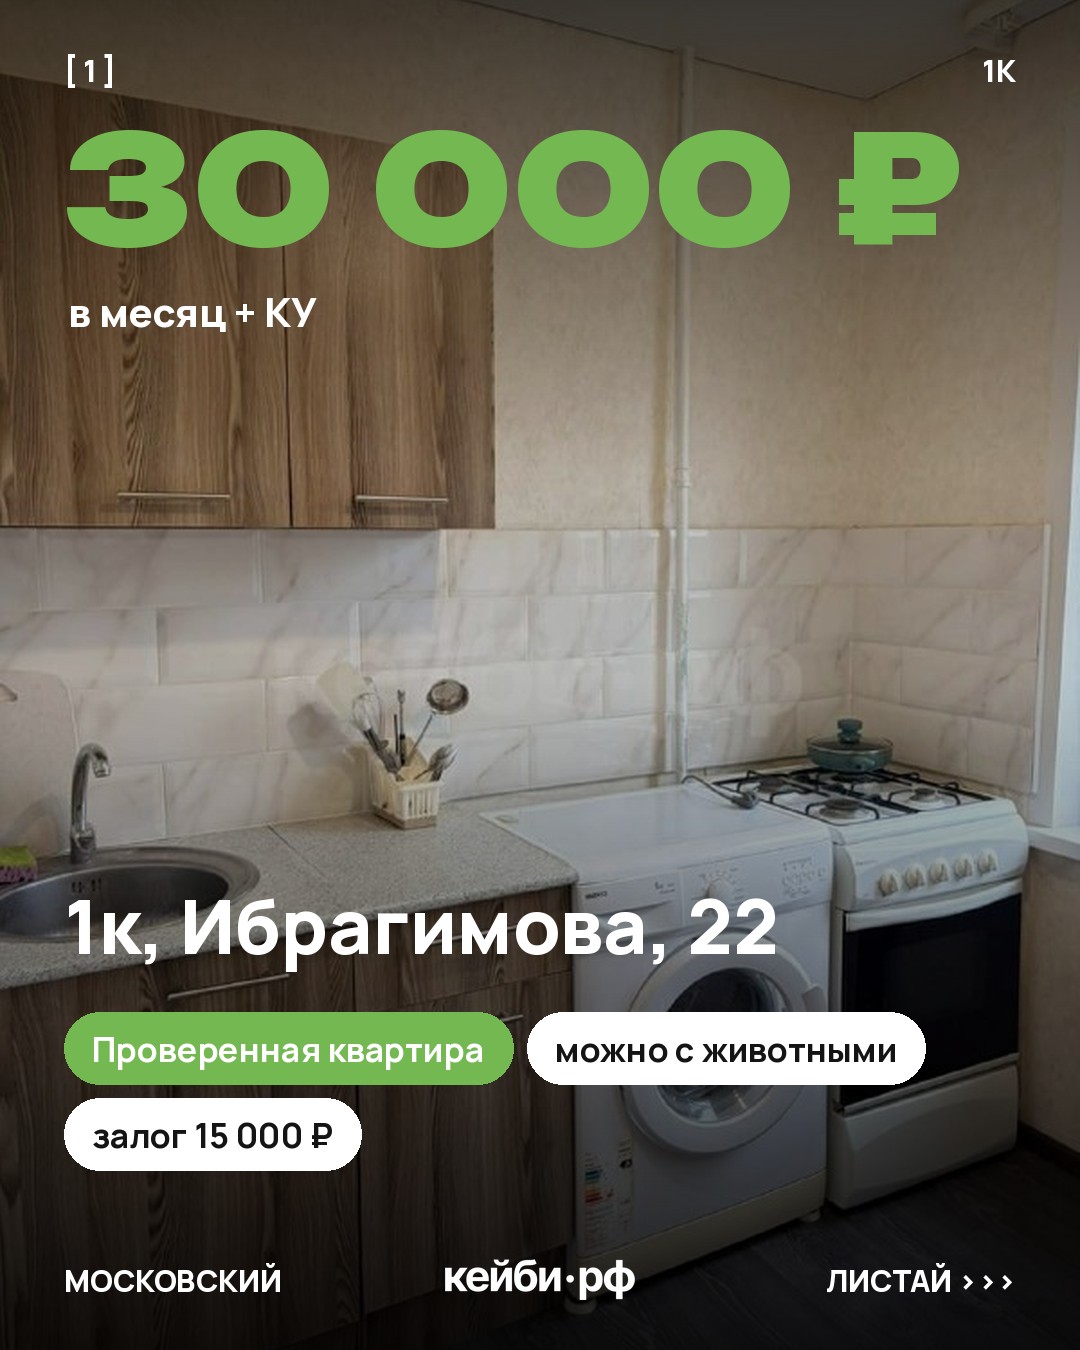 [ 1 ]
1К
30 000 ₽
в месяц + КУ
1к, Ибрагимова, 22
Проверенная квартира
можно с животными
залог 15 000 ₽
МОСКОВСКИЙ
кейби·рф
ЛИСТАЙ >>>